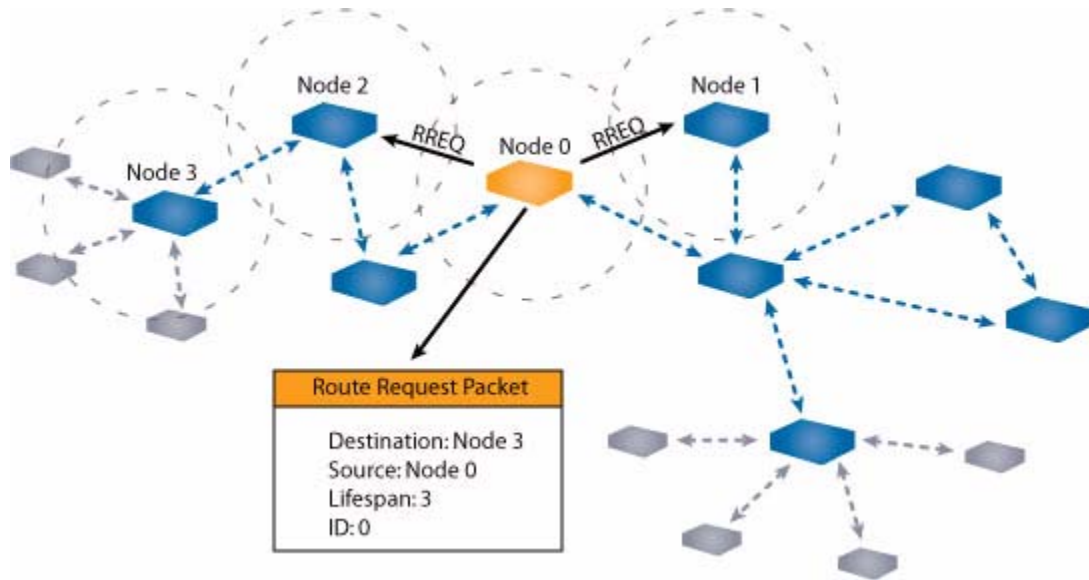 Node 2
Node 1
RREQ
RREQ
Node 0
Node 3
Route Request Packet
Destination: Node 3
Source: Node 0
Lifespan: 3
ID: 0